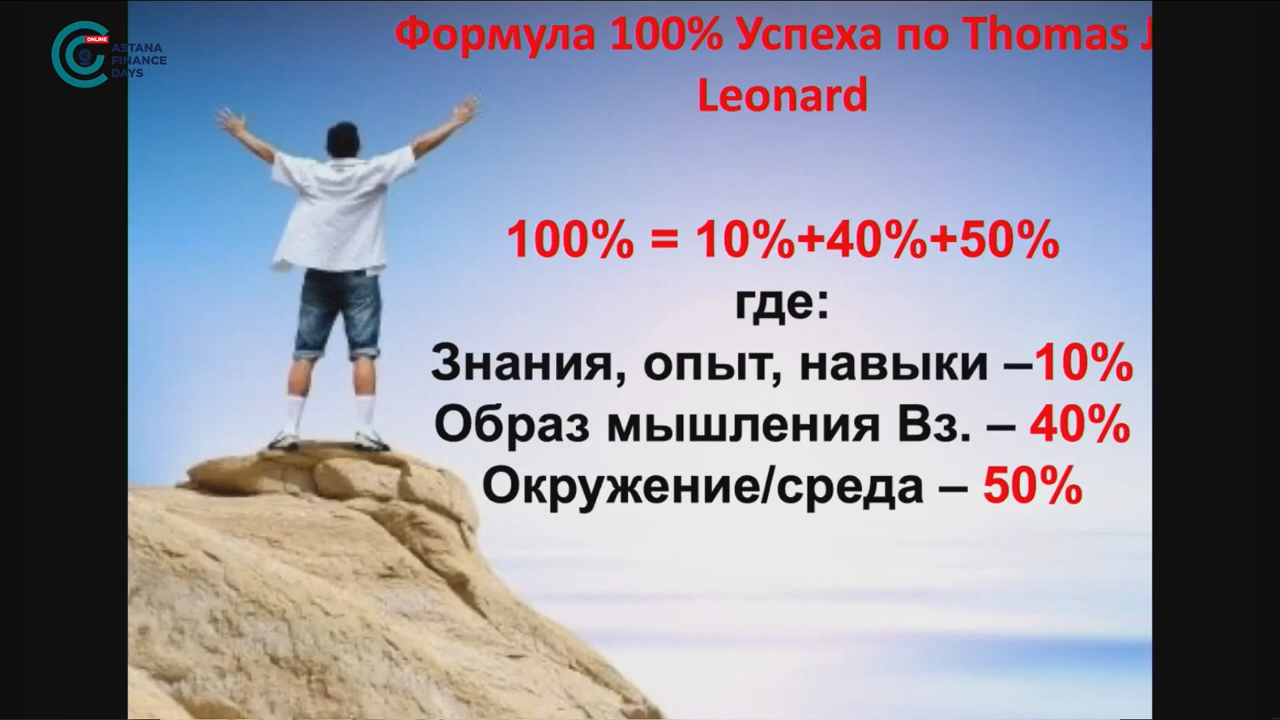 ONLINE
ASTANA
FINANCE
DAYS
Формула 100% Успеха по Thomas J
Leonard
100% = 10%+40%+50%
где:
Знания, опыт, навыки –10%
Образ мышления Вз. – 40%
Окружение/среда – 50%